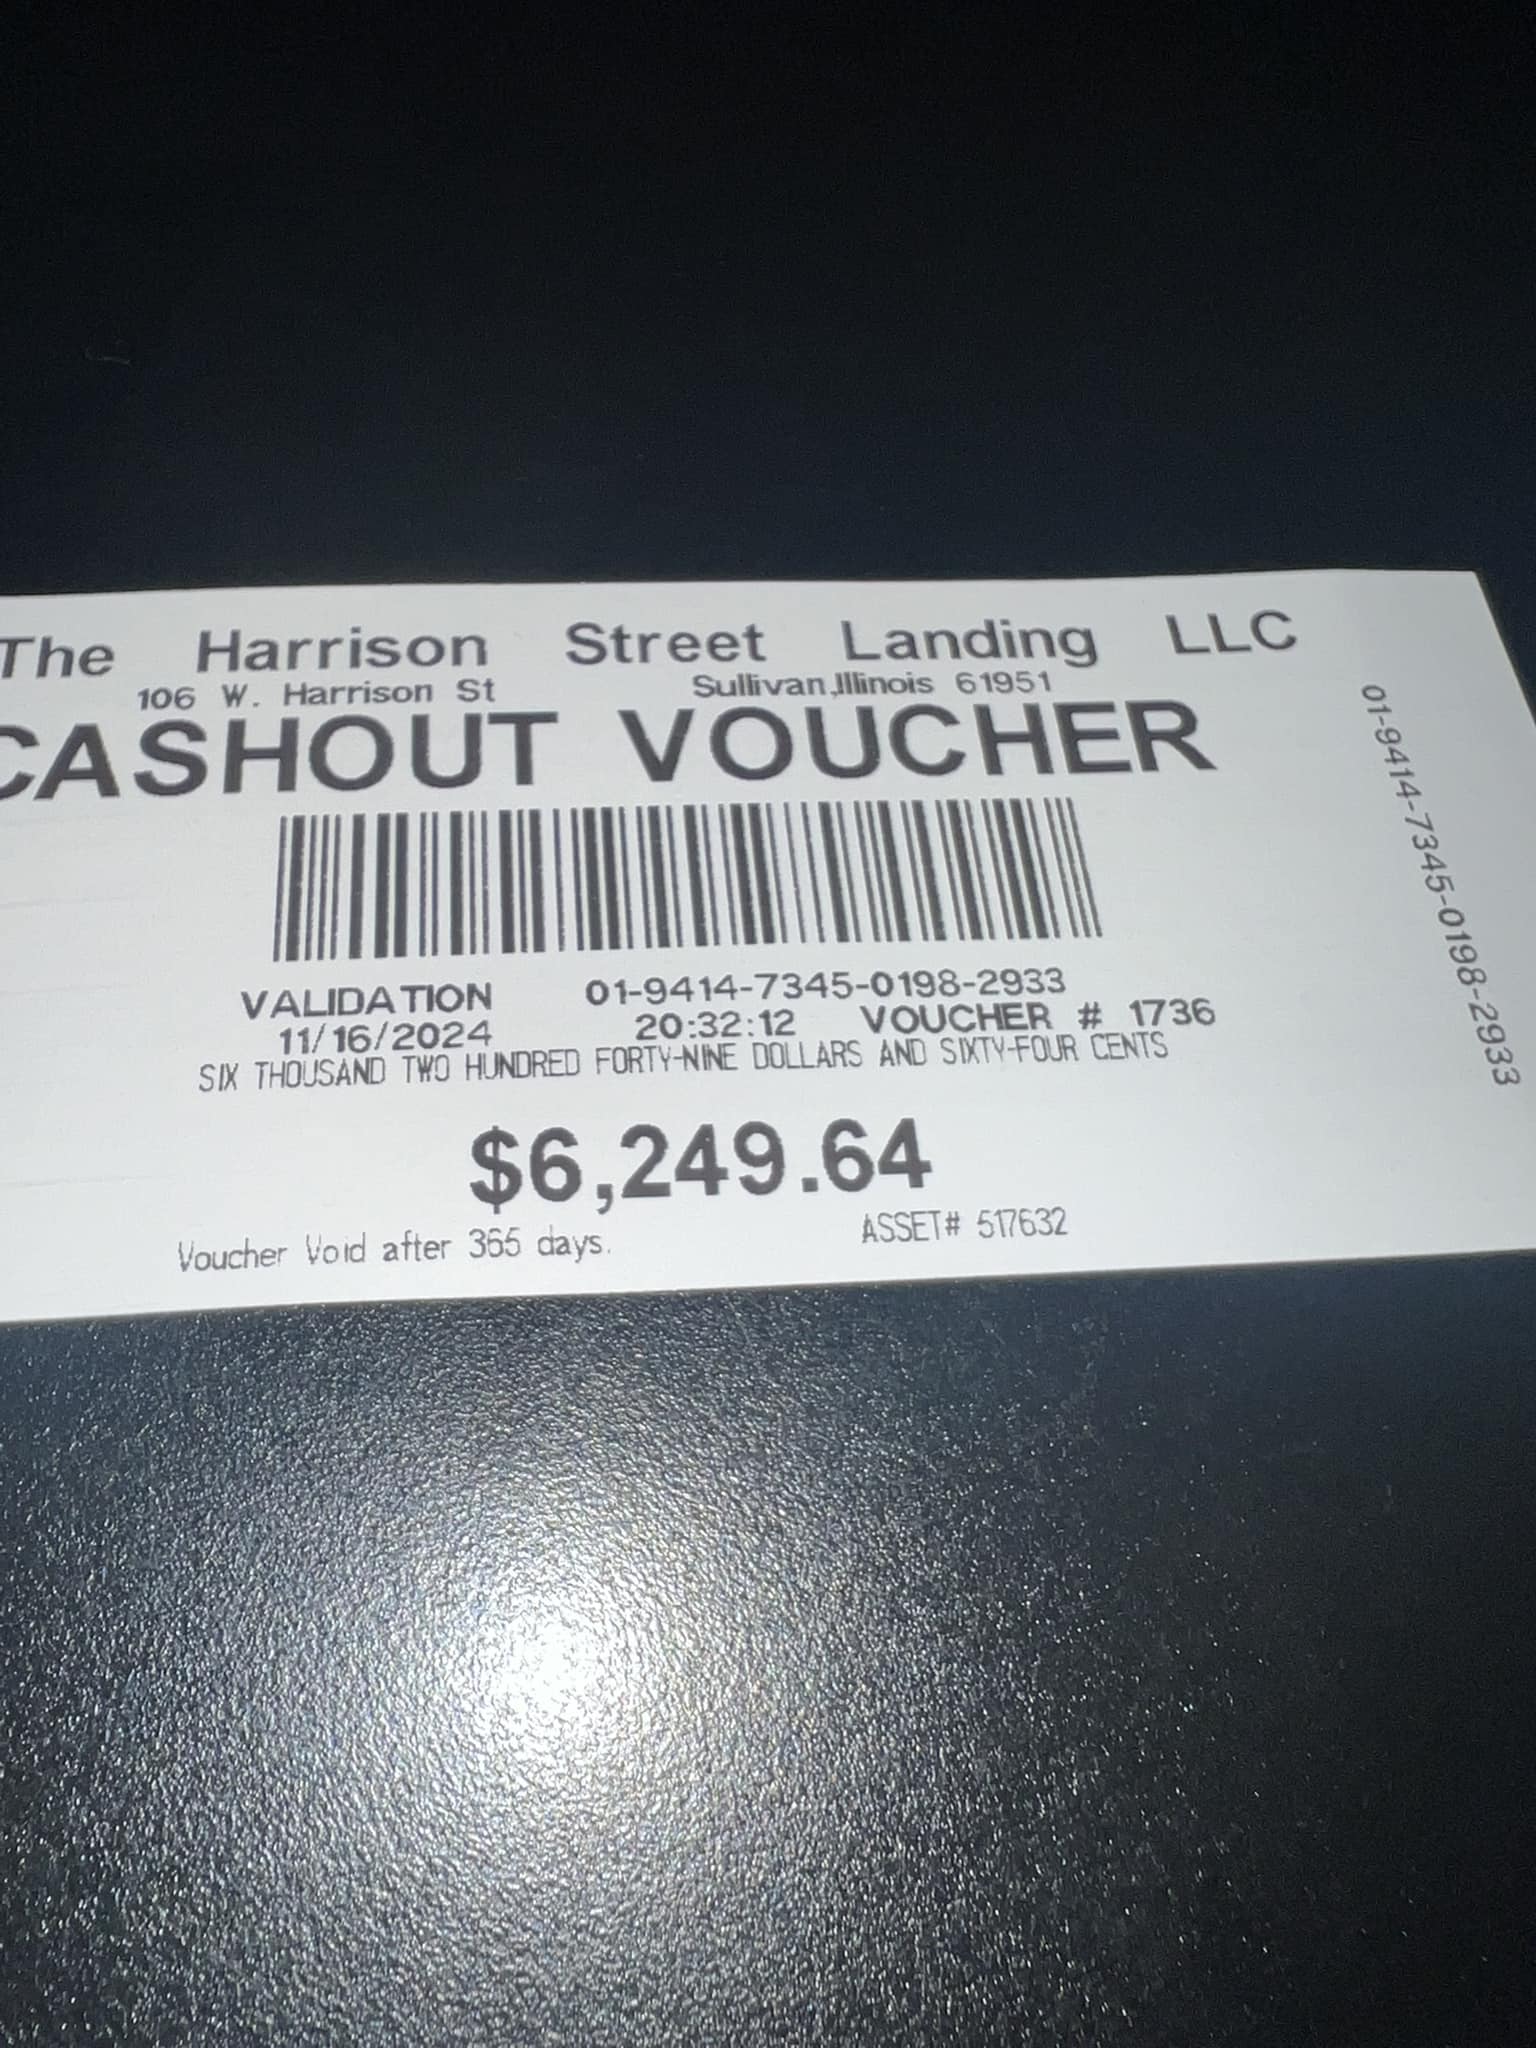 The Harrison Street Landing LLC
106 W. Harrison St Sullivan,Illinois 61951
CASHOUT VOUCHER
VALIDATION 01-9414-7345-0198-2933
11/16/2024 20:32:12 VOUCHER # 1736
SIX THOUSAND TWO HUNDRED FORTY-NINE DOLLARS AND SIXTY-FOUR CENTS
$6,249.64
Voucher Void after 365 days. ASSET# 517632
01-9414-7345-0198-2933